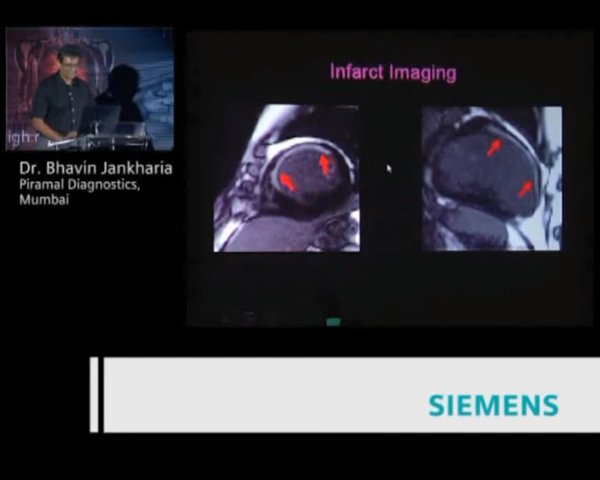 Infarct Imaging
Dr. Bhavin Jankharia
Piramal Diagnostics,
Mumbai
SIEMENS